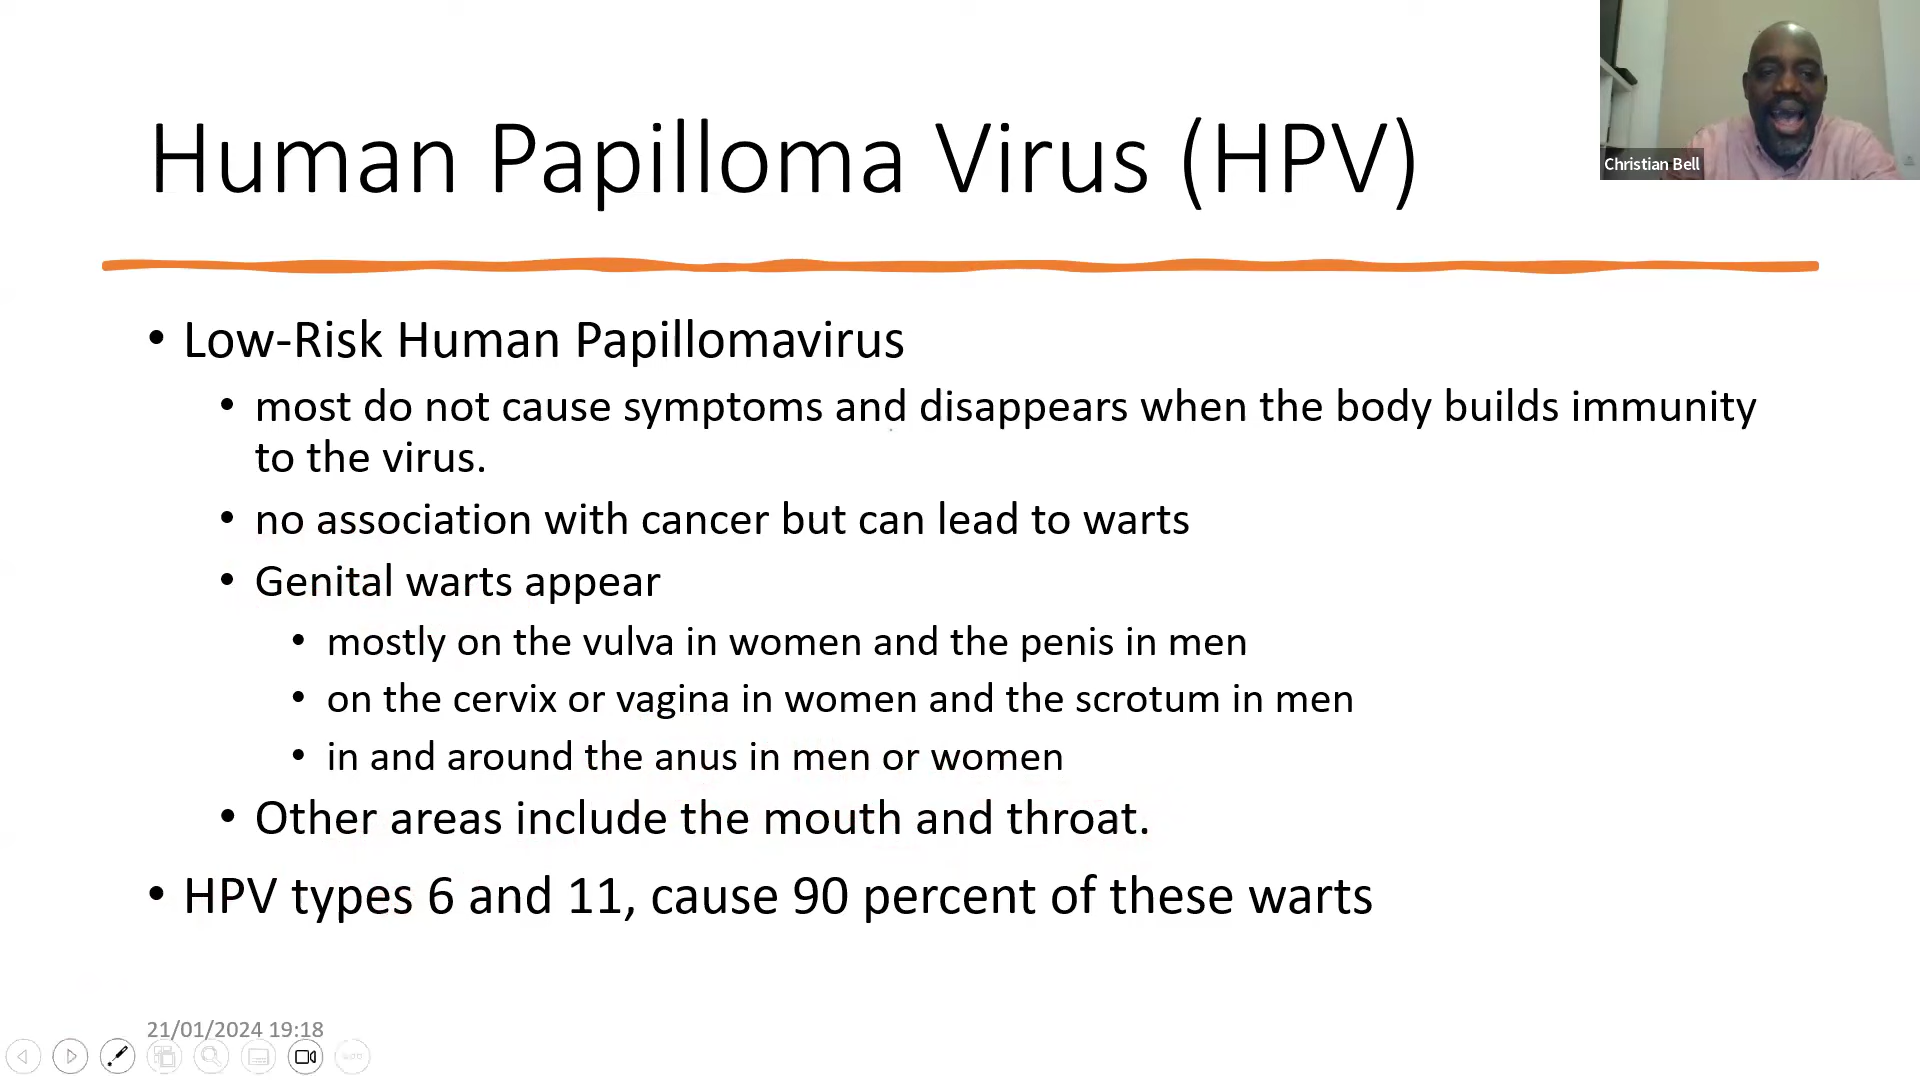 Human Papilloma Virus (HPV)
Christian Bell
• Low-Risk Human Papillomavirus
• most do not cause symptoms and disappears when the body builds immunity
to the virus.
• no association with cancer but can lead to warts
• Genital warts appear
• mostly on the vulva in women and the penis in men
• on the cervix or vagina in women and the scrotum in men
• in and around the anus in men or women
• Other areas include the mouth and throat.
• HPV types 6 and 11, cause 90 percent of these warts
21/01/2024 19:18